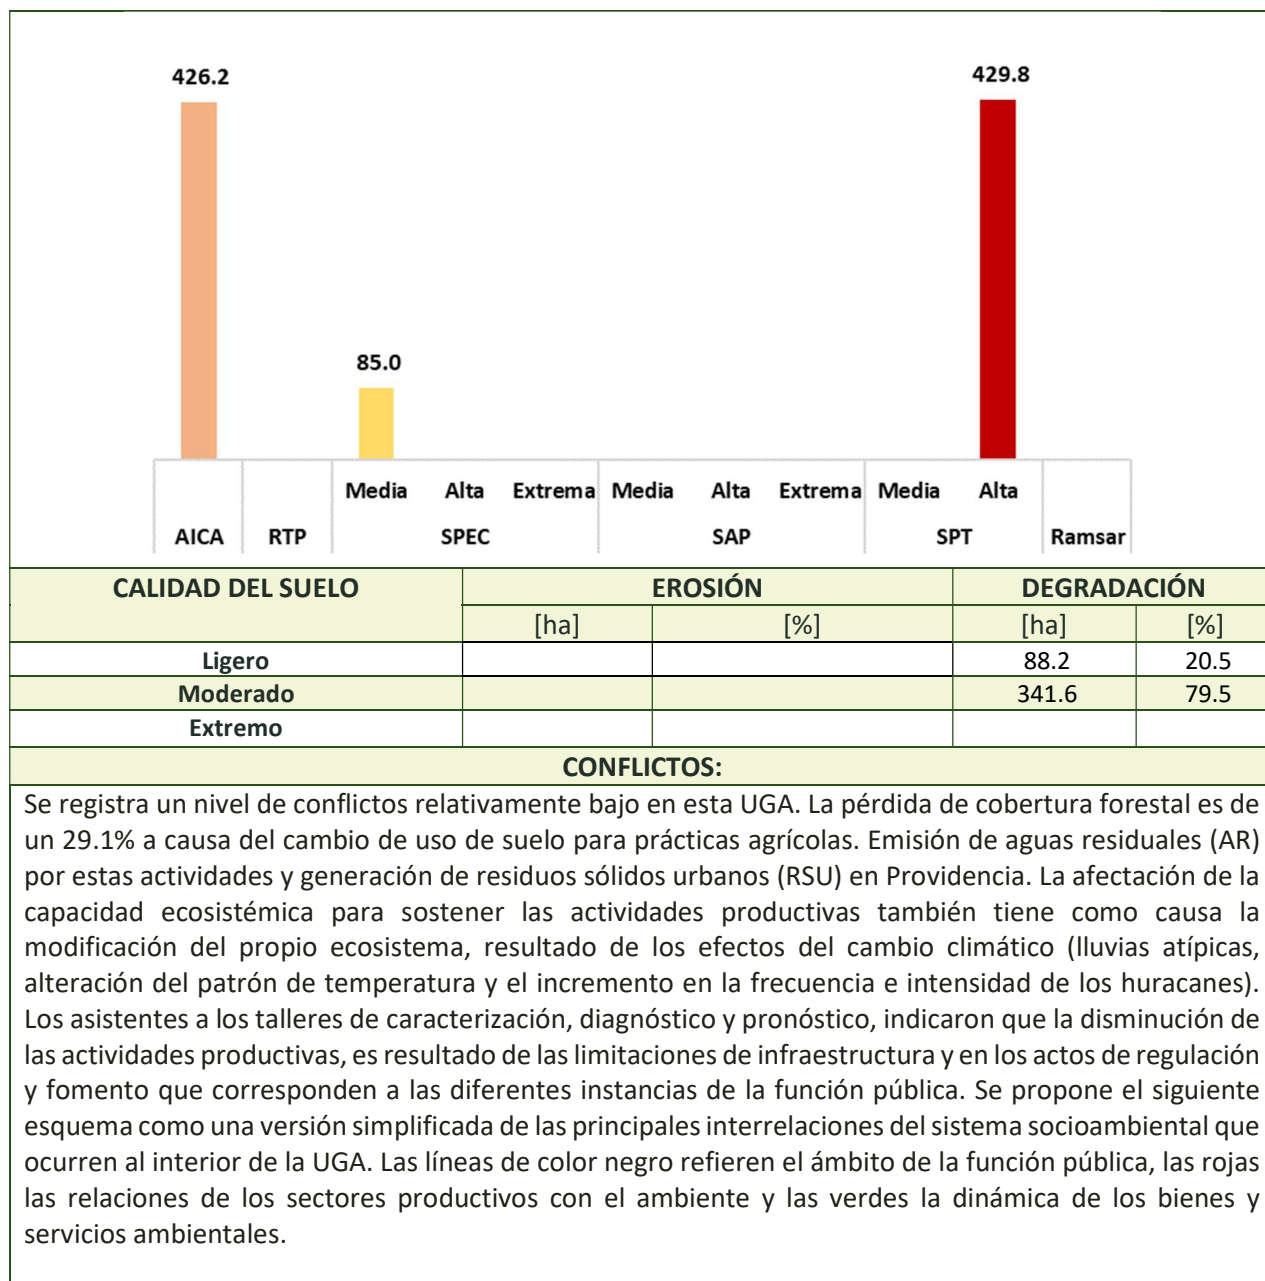 426.2
429.8
85.0
Media Alta Extrema Media Alta Extrema Media Alta
AICA RTP SPEC SAP SPT Ramsar
CALIDAD DEL SUELO EROSIÓN DEGRADACIÓN
[ha] [%] [ha] [%]
Ligero 88.2 20.5
Moderado 341.6 79.5
Extremo
CONFLICTOS:
Se registra un nivel de conflictos relativamente bajo en esta UGA. La pérdida de cobertura forestal es de
un 29.1% a causa del cambio de uso de suelo para prácticas agrícolas. Emisión de aguas residuales (AR)
por estas actividades y generación de residuos sólidos urbanos (RSU) en Providencia. La afectación de la
capacidad ecosistémica para sostener las actividades productivas también tiene como causa la
modificación del propio ecosistema, resultado de los efectos del cambio climático (lluvias atípicas,
alteración del patrón de temperatura y el incremento en la frecuencia e intensidad de los huracanes).
Los asistentes a los talleres de caracterización, diagnóstico y pronóstico, indicaron que la disminución de
las actividades productivas, es resultado de las limitaciones de infraestructura y en los actos de regulación
y fomento que corresponden a las diferentes instancias de la función pública. Se propone el siguiente
esquema como una versión simplificada de las principales interrelaciones del sistema socioambiental que
ocurren al interior de la UGA. Las líneas de color negro refieren el ámbito de la función pública, las rojas
las relaciones de los sectores productivos con el ambiente y las verdes la dinámica de los bienes y
servicios ambientales.